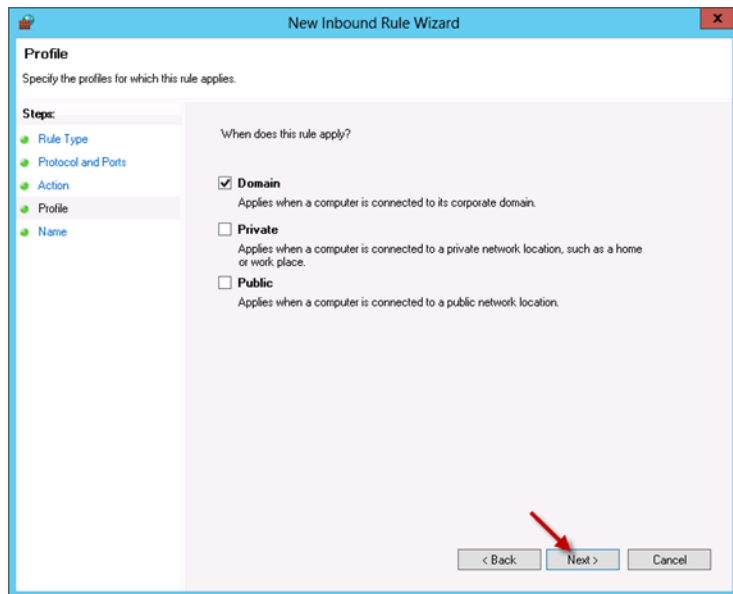 New Inbound Rule Wizard
x
Profile
Specify the profiles for which this rule applies.
Steps:
Rule Type
Protocol and Ports
Action
Profile
Name
When does this rule apply?
Domain
Applies when a computer is connected to its corporate domain.
Private
Applies when a computer is connected to a private network location, such as a home
or work place.
Public
Applies when a computer is connected to a public network location.
< Back
Next >
Cancel